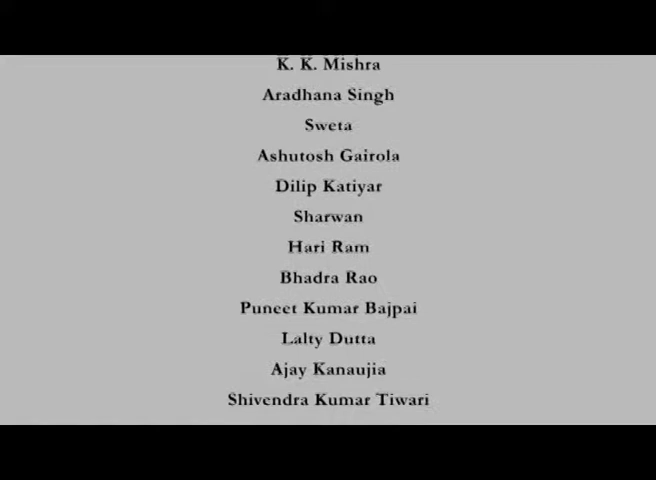 K. K. Mishra
Aradhana Singh
Sweta
Ashutosh Gairola
Dilip Katiyar
Sharwan
Hari Ram
Bhadra Rao
Puneet Kumar Bajpai
Lalty Dutta
Ajay Kanaujia
Shivendra Kumar Tiwari